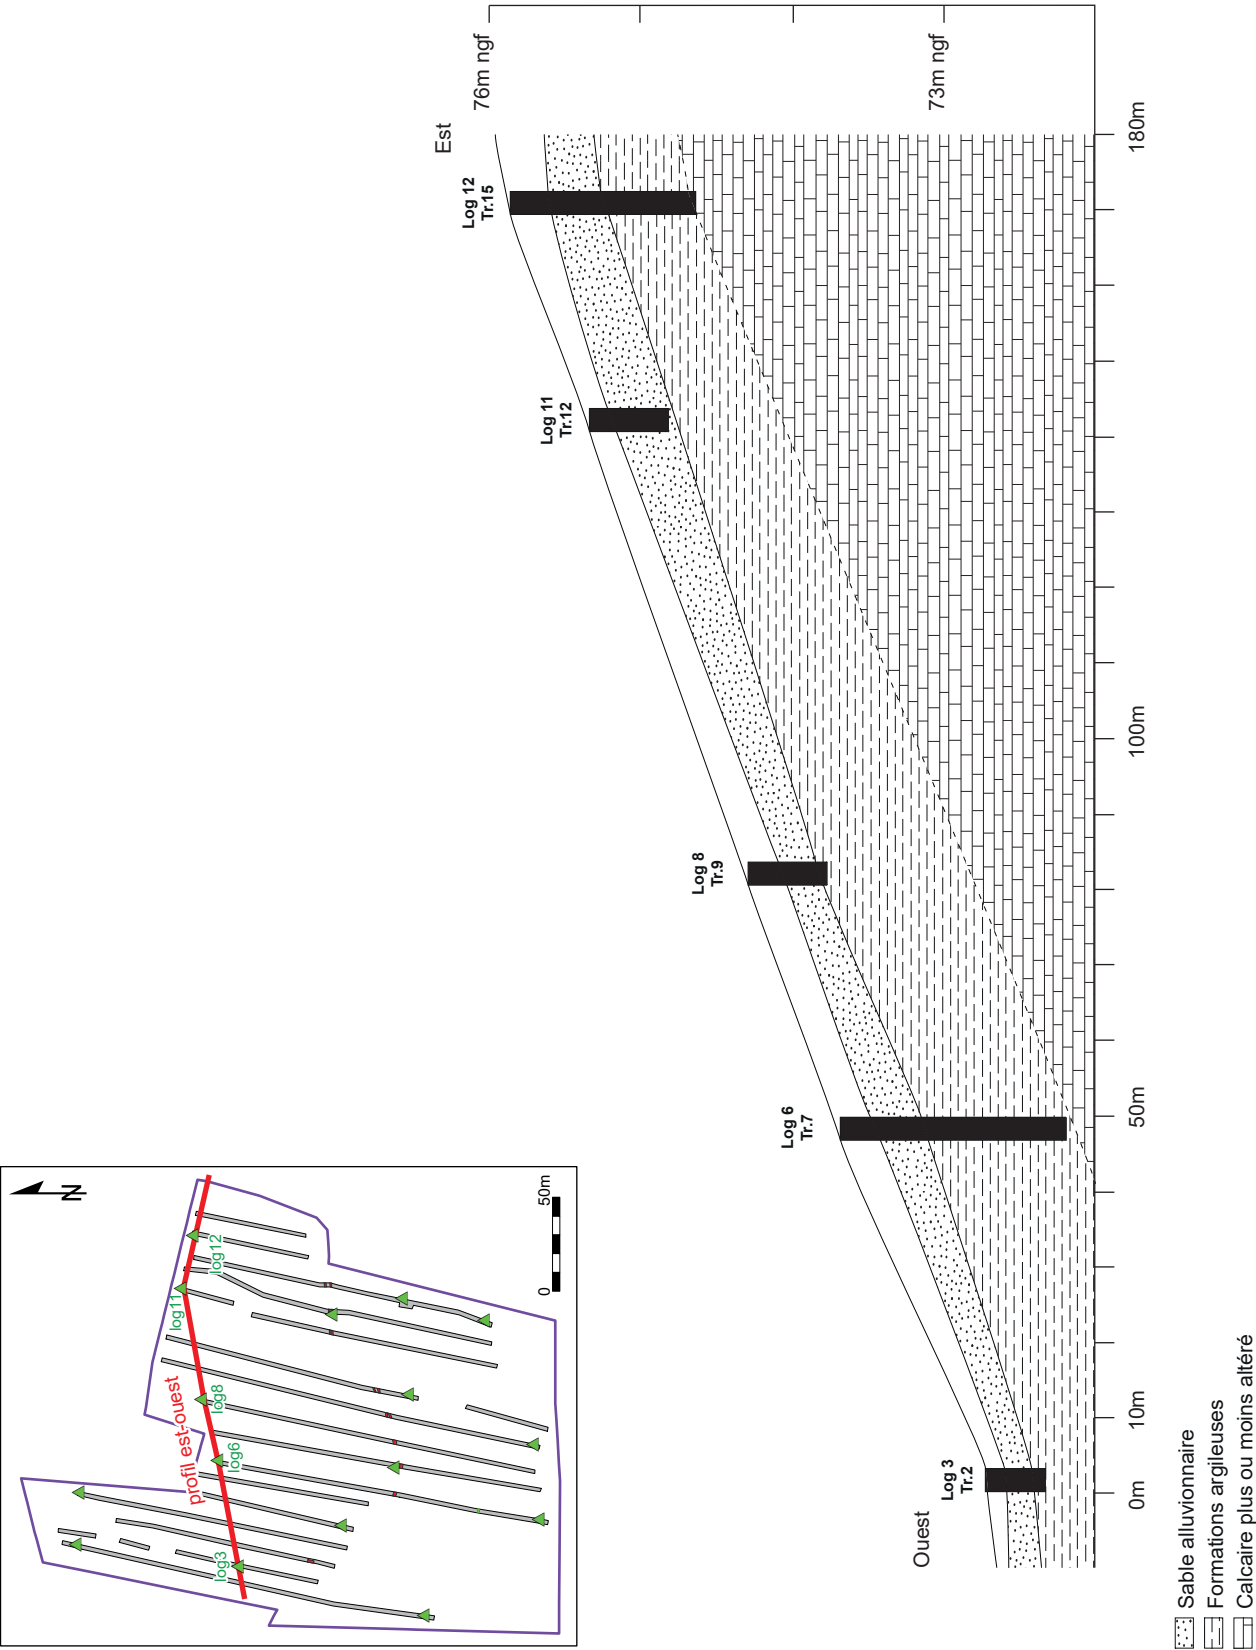 N
0 50m
profil est-ouest
log3
log6
log8
log11
log12
Ouest
Est
Log 3
Tr.2
Log 6
Tr.7
Log 8
Tr.9
Log 11
Tr.12
Log 12
Tr.15
76m ngf
73m ngf
0m 10m 50m 100m 180m
Sable alluvionnaire
Formations argileuses
Calcaire plus ou moins altéré